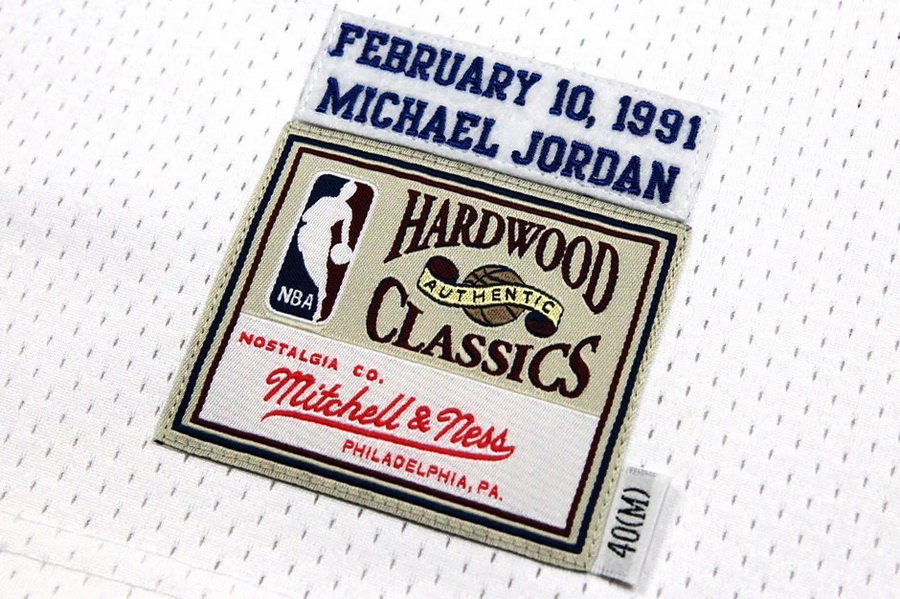 FEBRUARY 10, 1991
MICHAEL JORDAN
NBA
HARDWOOD
AUTHENTIC
CLASSICS
NOSTALGIA CO.
Mitchell & Ness
PHILADELPHIA, PA.
40(M)